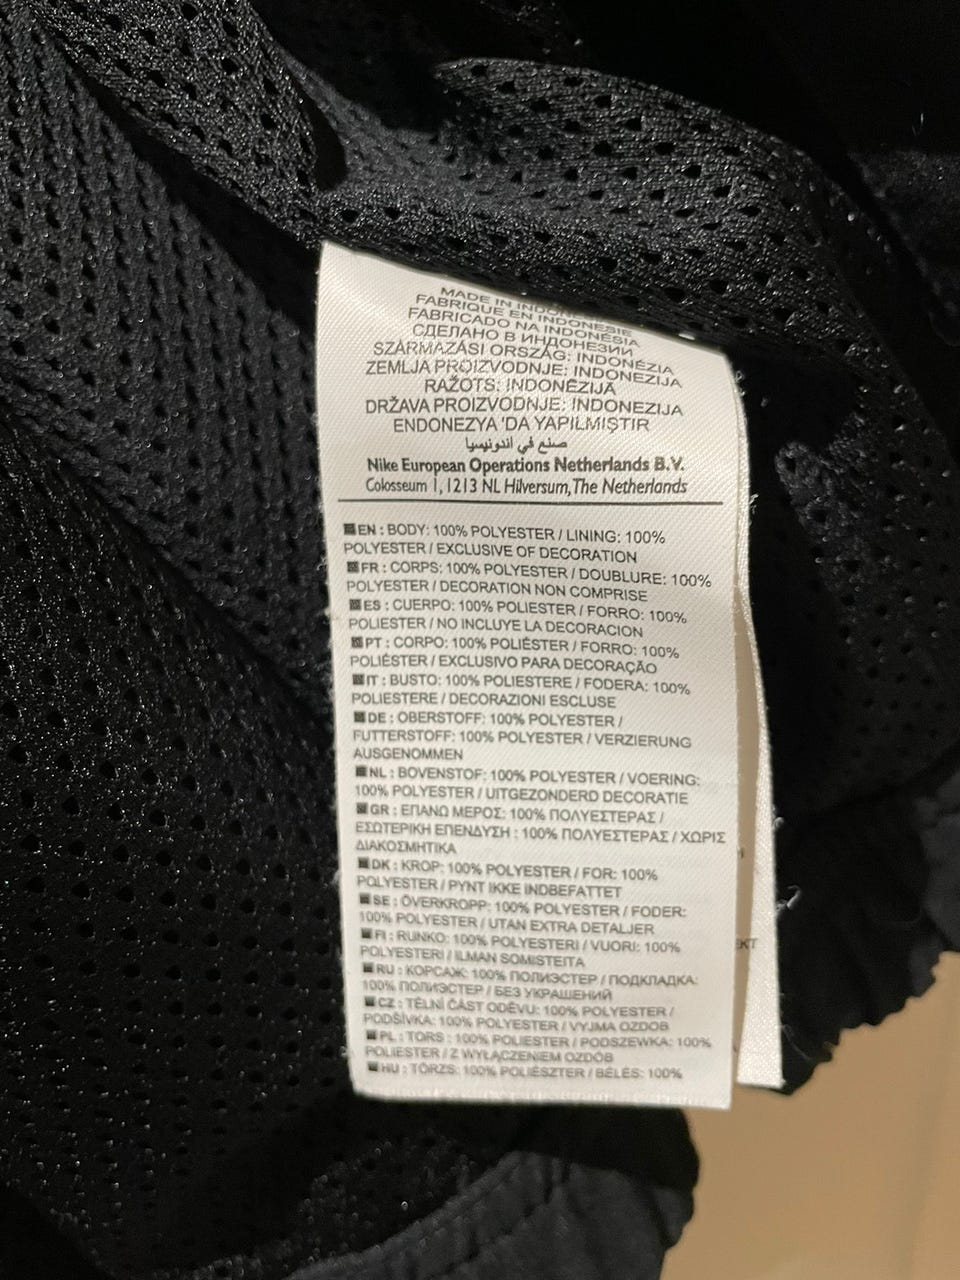 MADE IN INDONESIA
FABRIQUE EN INDONESIE
FABRICADO NA INDONÉSIA
СДЕЛАНО В ИНДОНЕЗИИ
SZÁRMAZÁSI ORSZÁG: INDONÉZIA
ZEMLJA PROIZVODNJE: INDONEZIJA
RAŽOTS: INDONĒZIJĀ
DRŽAVA PROIZVODNJE: INDONEZIJA
ENDONEZYA 'DA YAPILMIŞTIR
صنع في اندونيسيا
Nike European Operations Netherlands B.V.
Colosseum 1, 1213 NL Hilversum, The Netherlands
EN : BODY: 100% POLYESTER / LINING: 100%
POLYESTER / EXCLUSIVE OF DECORATION
FR : CORPS: 100% POLYESTER / DOUBLURE: 100%
POLYESTER / DECORATION NON COMPRISE
ES : CUERPO: 100% POLIESTER / FORRO: 100%
POLIESTER / NO INCLUYE LA DECORACION
PT : CORPO: 100% POLIÉSTER / FORRO: 100%
POLIÉSTER / EXCLUSIVO PARA DECORAÇÃO
IT : BUSTO: 100% POLIESTERE / FODERA: 100%
POLIESTERE / DECORAZIONI ESCLUSE
DE : OBERSTOFF: 100% POLYESTER /
FUTTERSTOFF: 100% POLYESTER / VERZIERUNG
AUSGENOMMEN
NL : BOVENSTOF: 100% POLYESTER / VOERING:
100% POLYESTER / UITGEZONDERD DECORATIE
GR : ΕΠΑΝΩ ΜΕΡΟΣ: 100% ΠΟΛΥΕΣΤΕΡΑΣ /
ΕΣΩΤΕΡΙΚΗ ΕΠΕΝΔΥΣΗ : 100% ΠΟΛΥΕΣΤΕΡΑΣ / ΧΩΡΙΣ
ΔΙΑΚΟΣΜΗΤΙΚΑ
DK : KROP: 100% POLYESTER / FOR: 100%
POLYESTER / PYNT IKKE INDBEFATTET
SE : ÖVERKROPP: 100% POLYESTER / FODER:
100% POLYESTER / UTAN EXTRA DETALJER
FI : RUNKO: 100% POLYESTERI / VUORI: 100%
POLYESTERI / ILMAN SOMISTEITA
RU : КОРСАЖ: 100% ПОЛИЭСТЕР / ПОДКЛАДКА:
100% ПОЛИЭСТЕР / БЕЗ УКРАШЕНИЙ
CZ : TĚLNÍ ČÁST ODĚVU: 100% POLYESTER /
PODŠÍVKA: 100% POLYESTER / VYJMA OZDOB
PL : TORS : 100% POLIESTER / PODSZEWKA: 100%
POLIESTER / Z WYŁĄCZENIEM OZDÓB
HU : TÖRZS: 100% POLIÉSZTER / BÉLÉS: 100%